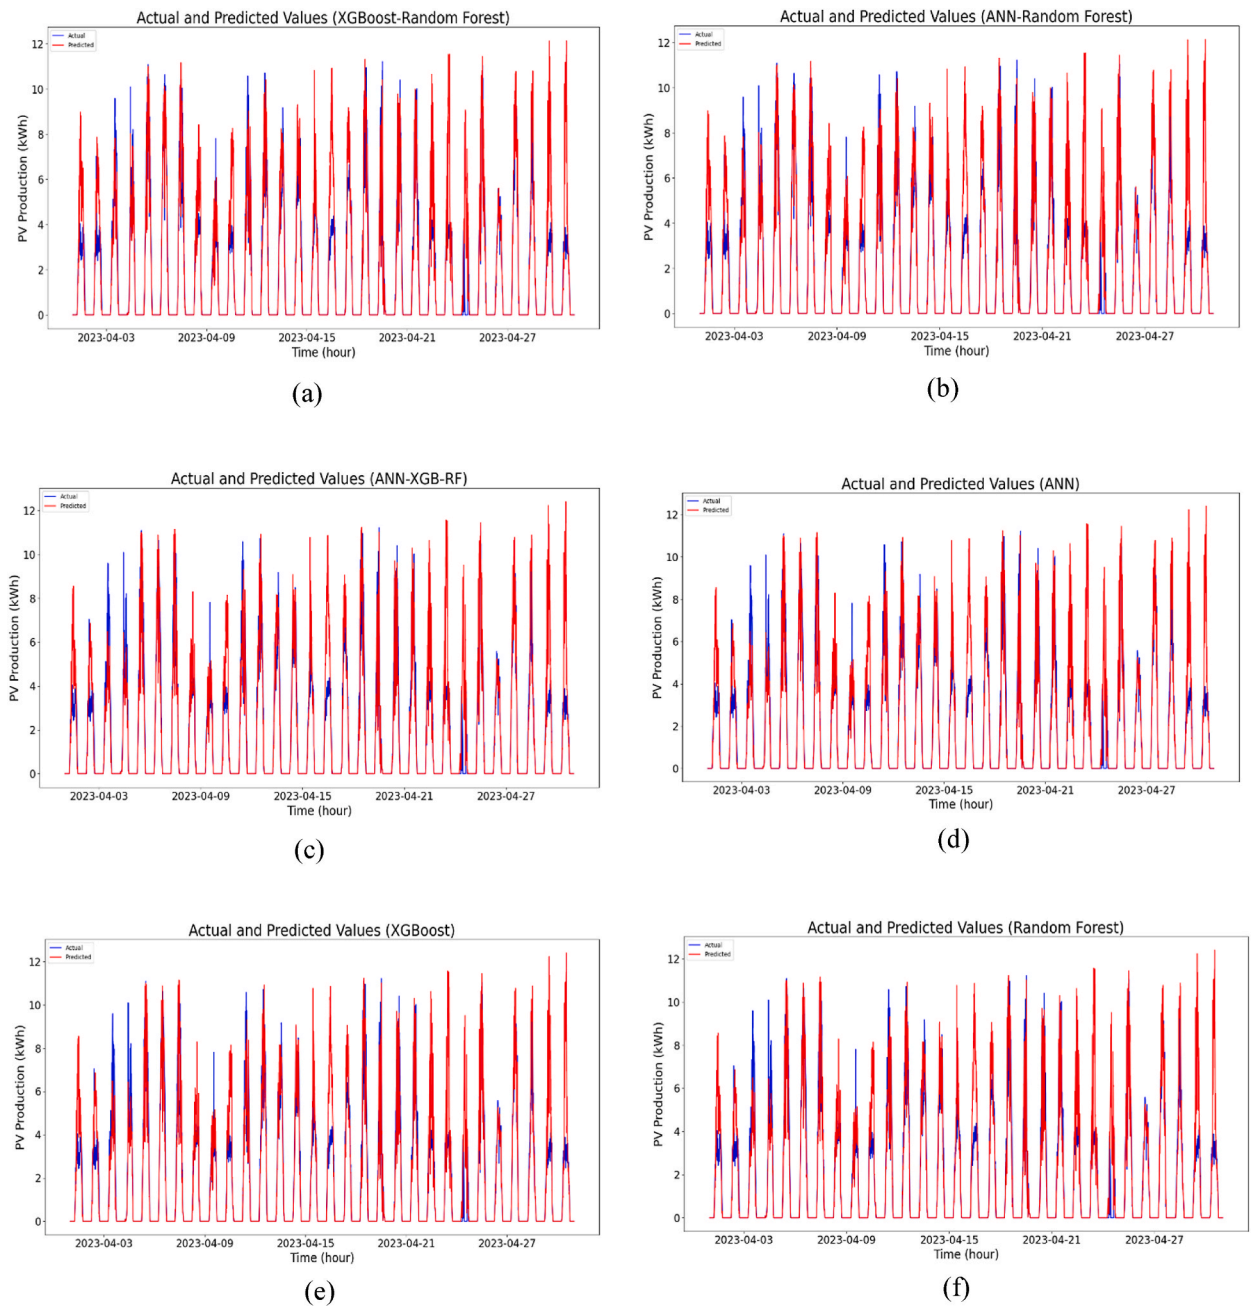 Actual and Predicted Values (XGBoost-Random Forest)
Actual
Predicted
12
10
8
6
4
2
0
PV Production (kWh)
2023-04-03 2023-04-09 2023-04-15 2023-04-21 2023-04-27
Time (hour)
(a)
Actual and Predicted Values (ANN-Random Forest)
Actual
Predicted
12
10
8
6
4
2
0
PV Production (kWh)
2023-04-03 2023-04-09 2023-04-15 2023-04-21 2023-04-27
Time (hour)
(b)
Actual and Predicted Values (ANN-XGB-RF)
Actual
Predicted
12
10
8
6
4
2
0
PV Production (kWh)
2023-04-03 2023-04-09 2023-04-15 2023-04-21 2023-04-27
Time (hour)
(c)
Actual and Predicted Values (ANN)
Actual
Predicted
12
10
8
6
4
2
0
PV Production (kWh)
2023-04-03 2023-04-09 2023-04-15 2023-04-21 2023-04-27
Time (hour)
(d)
Actual and Predicted Values (XGBoost)
Actual
Predicted
12
10
8
6
4
2
0
PV Production (kWh)
2023-04-03 2023-04-09 2023-04-15 2023-04-21 2023-04-27
Time (hour)
(e)
Actual and Predicted Values (Random Forest)
Actual
Predicted
12
10
8
6
4
2
0
PV Production (kWh)
2023-04-03 2023-04-09 2023-04-15 2023-04-21 2023-04-27
Time (hour)
(f)